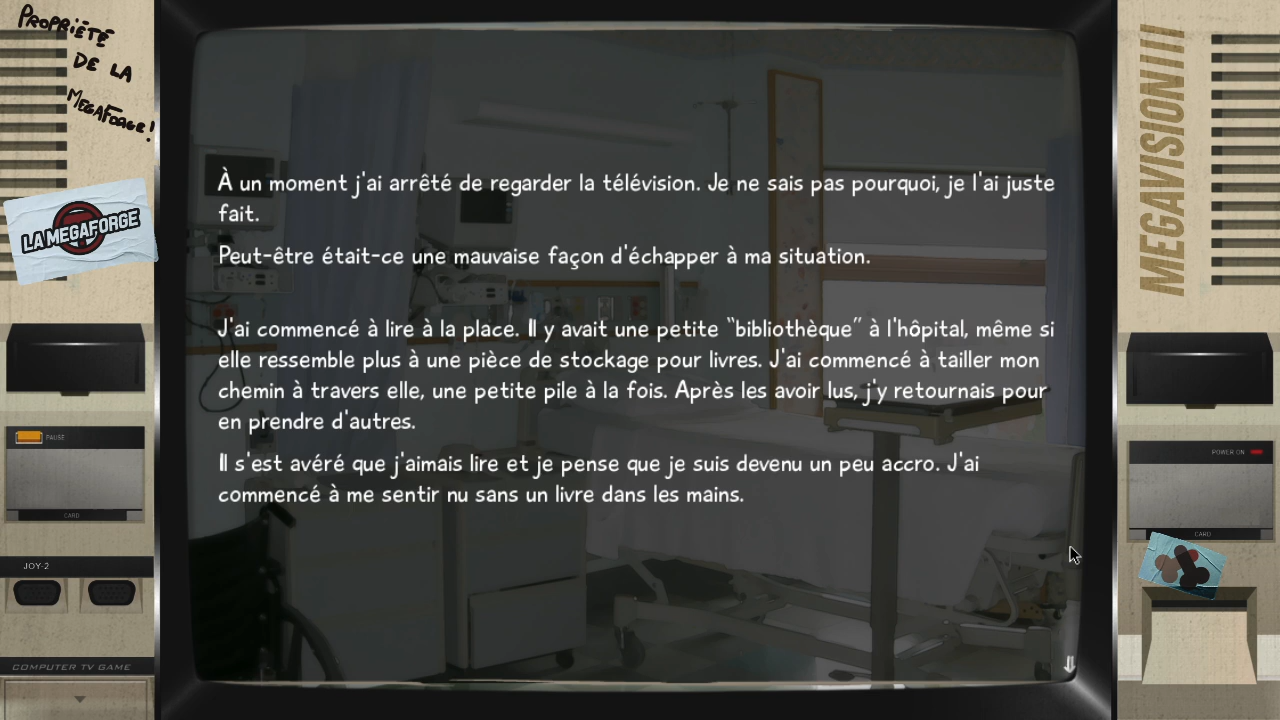 PROPRIÉTÉ
DE LA
MEGAFORGE!
LA MEGAFORGE
PAUSE
CARD
JOY-2
COMPUTER TV GAME
À un moment j'ai arrêté de regarder la télévision. Je ne sais pas pourquoi, je l'ai juste
fait.
Peut-être était-ce une mauvaise façon d'échapper à ma situation.
J'ai commencé à lire à la place. Il y avait une petite "bibliothèque" à l'hôpital, même si
elle ressemble plus à une pièce de stockage pour livres. J'ai commencé à tailler mon
chemin à travers elle, une petite pile à la fois. Après les avoir lus, j'y retournais pour
en prendre d'autres.
Il s'est avéré que j'aimais lire et je pense que je suis devenu un peu accro. J'ai
commencé à me sentir nu sans un livre dans les mains.
MEGAVISION III
POWER ON
CARD